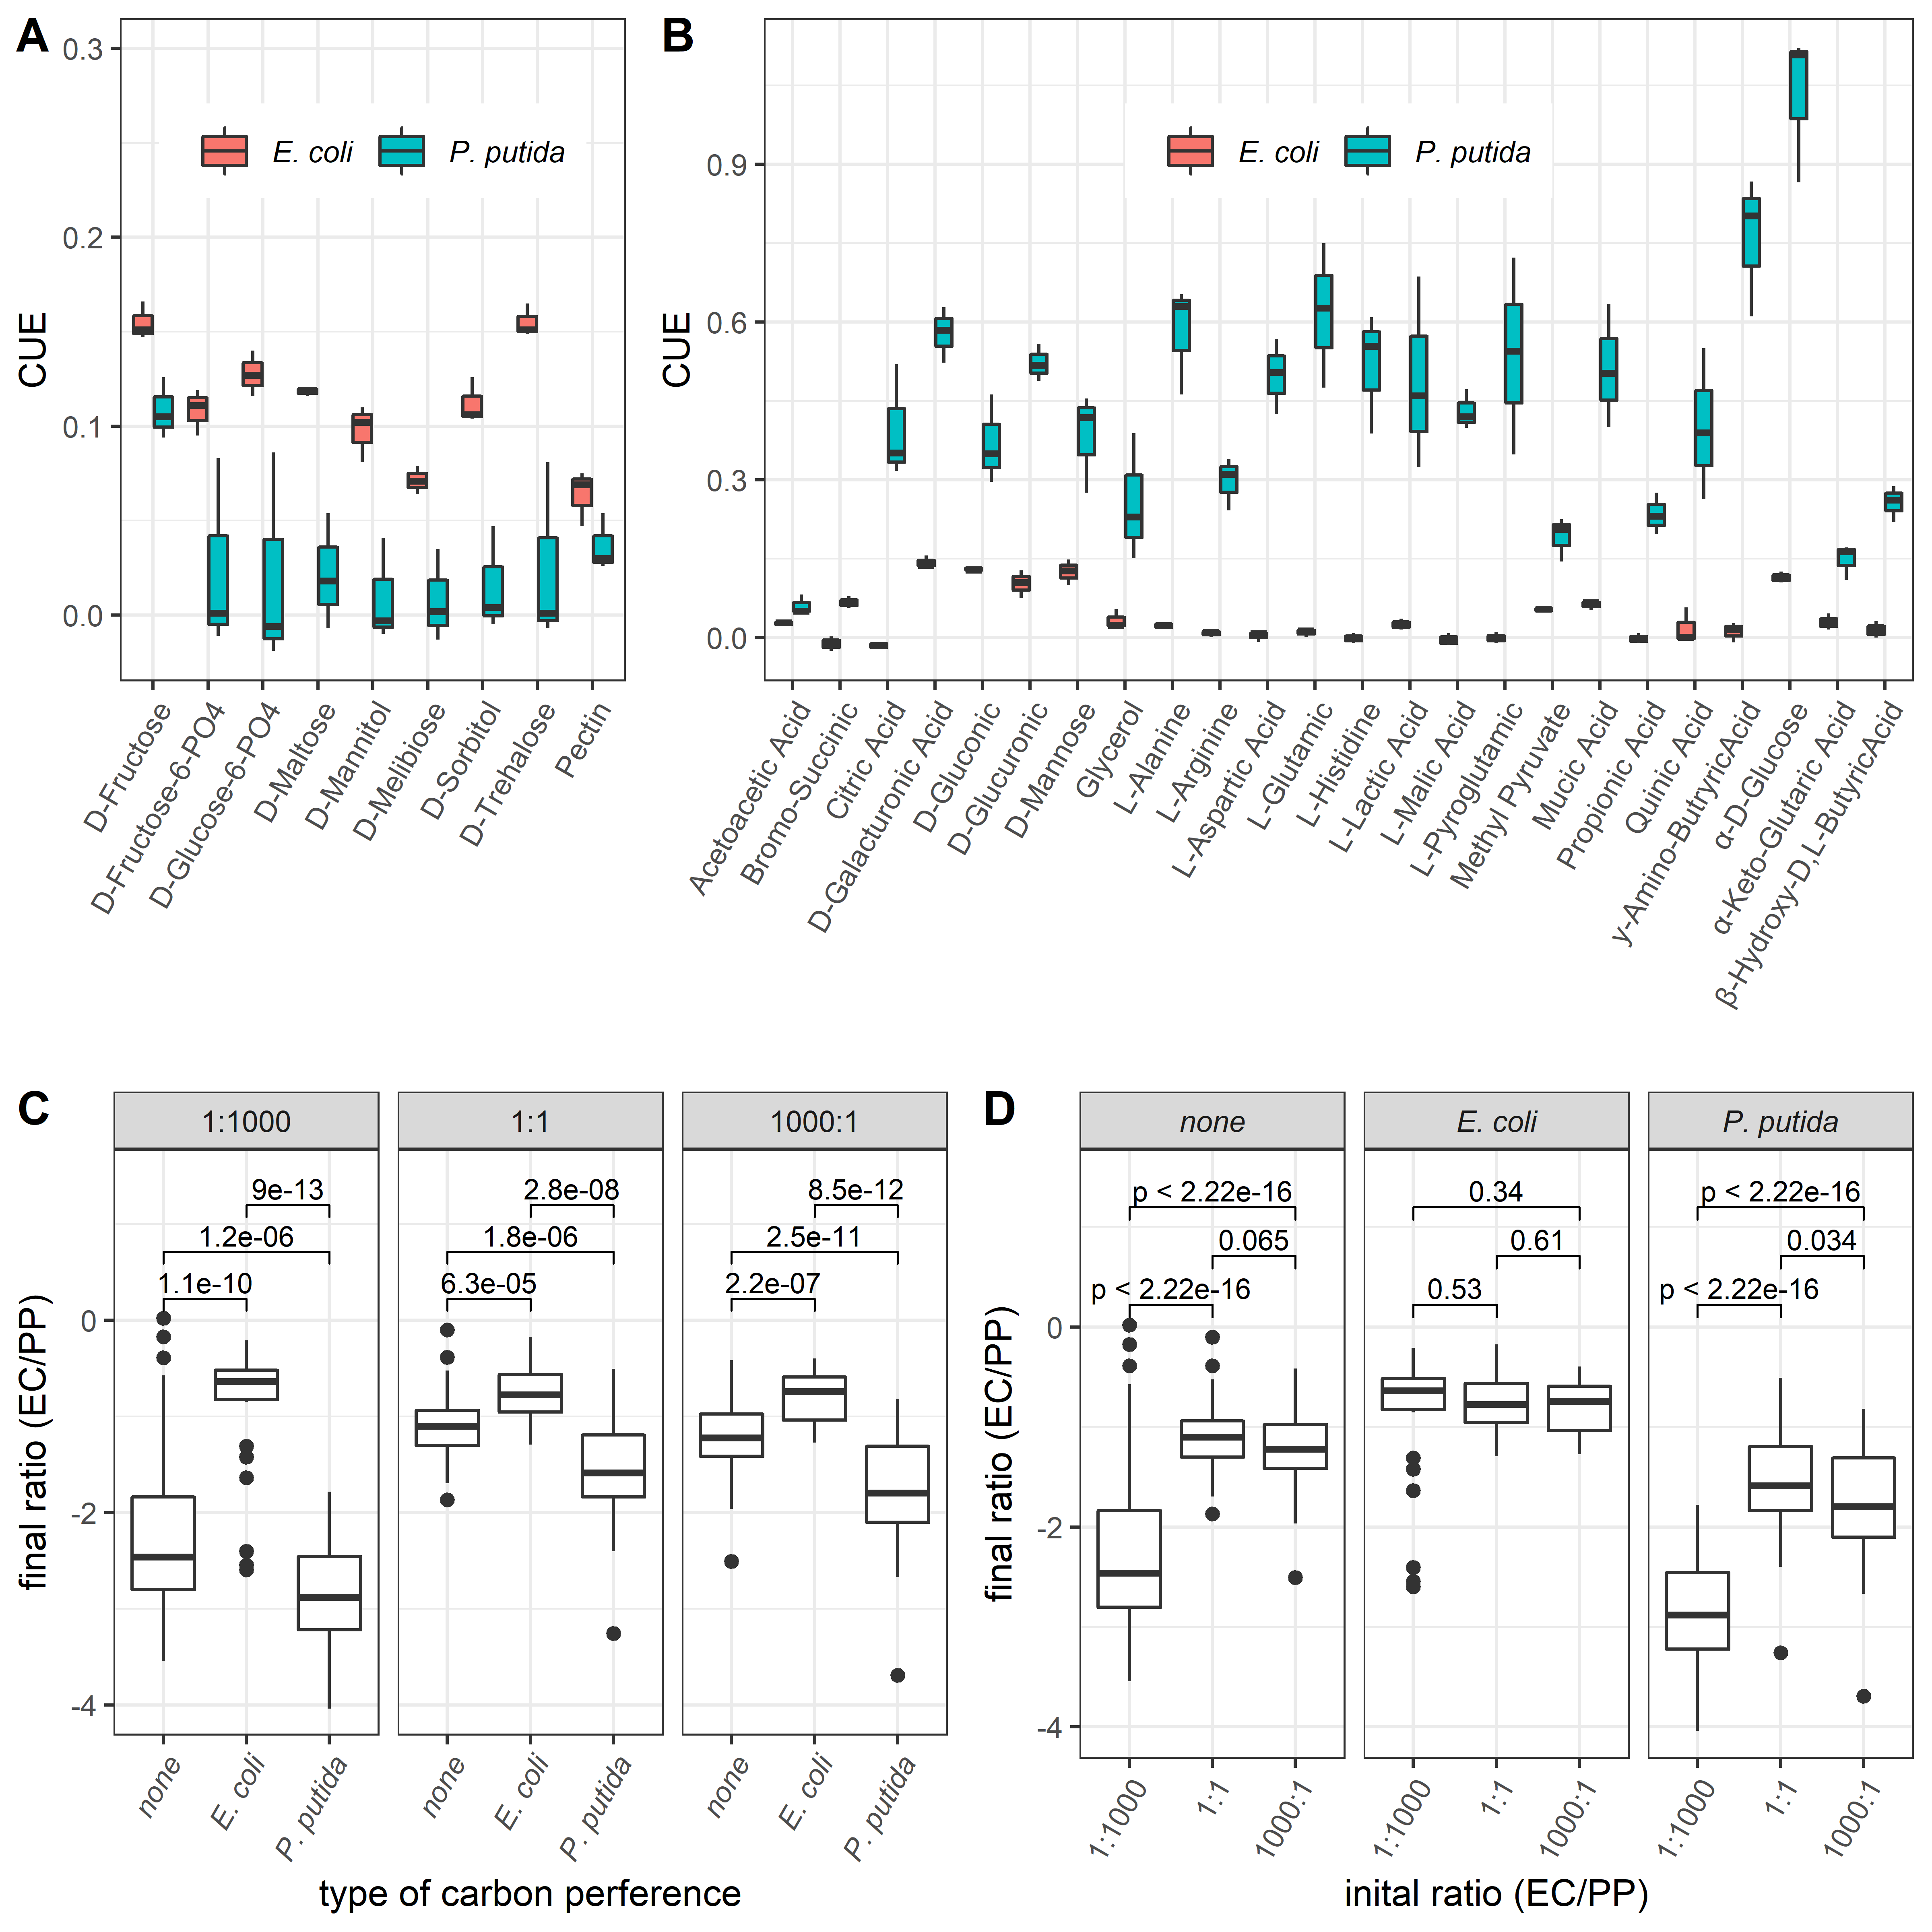 A
0.3
0.2
0.1
0.0
CUE
E. coli
P. putida
D-Fructose
D-Fructose-6-PO4
D-Glucose-6-PO4
D-Maltose
D-Mannitol
D-Melibiose
D-Sorbitol
D-Trehalose
Pectin
B
0.9
0.6
0.3
0.0
CUE
E. coli
P. putida
Acetoacetic Acid
Bromo-Succinic
Citric Acid
D-Galacturonic Acid
D-Gluconic
D-Glucuronic
D-Mannose
Glycerol
L-Alanine
L-Arginine
L-Aspartic Acid
L-Glutamic
L-Histidine
L-Lactic Acid
L-Malic Acid
L-Pyroglutamic
Methyl Pyruvate
Mucic Acid
Propionic Acid
Quinic Acid
y-Amino-ButryricAcid
α-D-Glucose
α-Keto-Glutaric Acid
β-Hydroxy-D,L-ButyricAcid
C
1:1000
1:1
1000:1
9e-13
1.2e-06
1.1e-10
2.8e-08
1.8e-06
6.3e-05
8.5e-12
2.5e-11
2.2e-07
final ratio (EC/PP)
0
-2
-4
none
E. coli
P. putida
none
E. coli
P. putida
none
E. coli
P. putida
type of carbon perference
D
none
E. coli
P. putida
p < 2.22e-16
0.065
p < 2.22e-16
0.34
0.61
0.53
p < 2.22e-16
0.034
p < 2.22e-16
final ratio (EC/PP)
0
-2
-4
1:1000
1:1
1000:1
1:1000
1:1
1000:1
1:1000
1:1
1000:1
inital ratio (EC/PP)